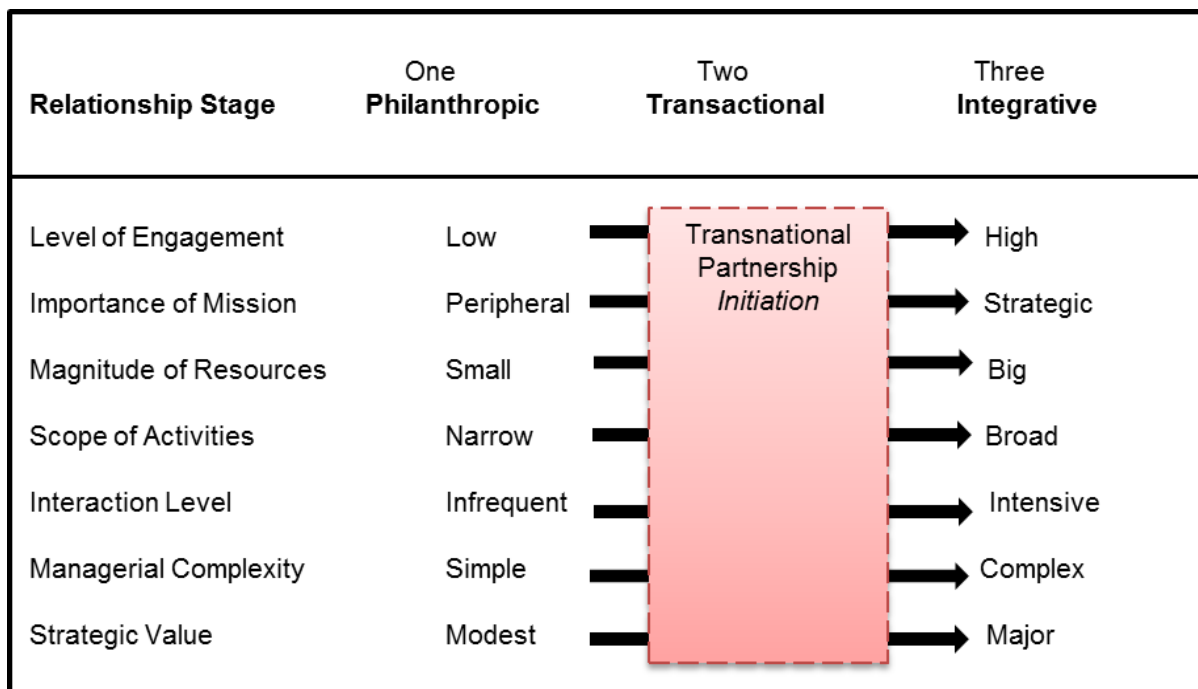 One Two Three
Relationship Stage Philanthropic Transactional Integrative
Level of Engagement Low Transnational High
Partnership
Importance of Mission Peripheral Initiation Strategic
Magnitude of Resources Small Big
Scope of Activities Narrow Broad
Interaction Level Infrequent Intensive
Managerial Complexity Simple Complex
Strategic Value Modest Major